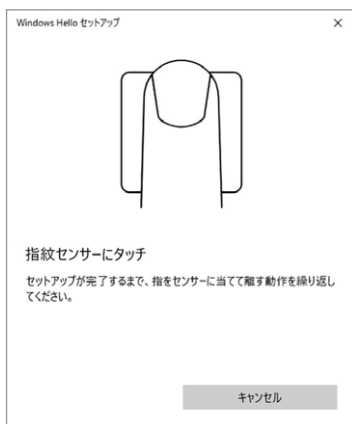 Windows Hello セットアップ
指紋センサーにタッチ
セットアップが完了するまで、指をセンサーに当てて離す動作を繰り返し
てください。
キャンセル